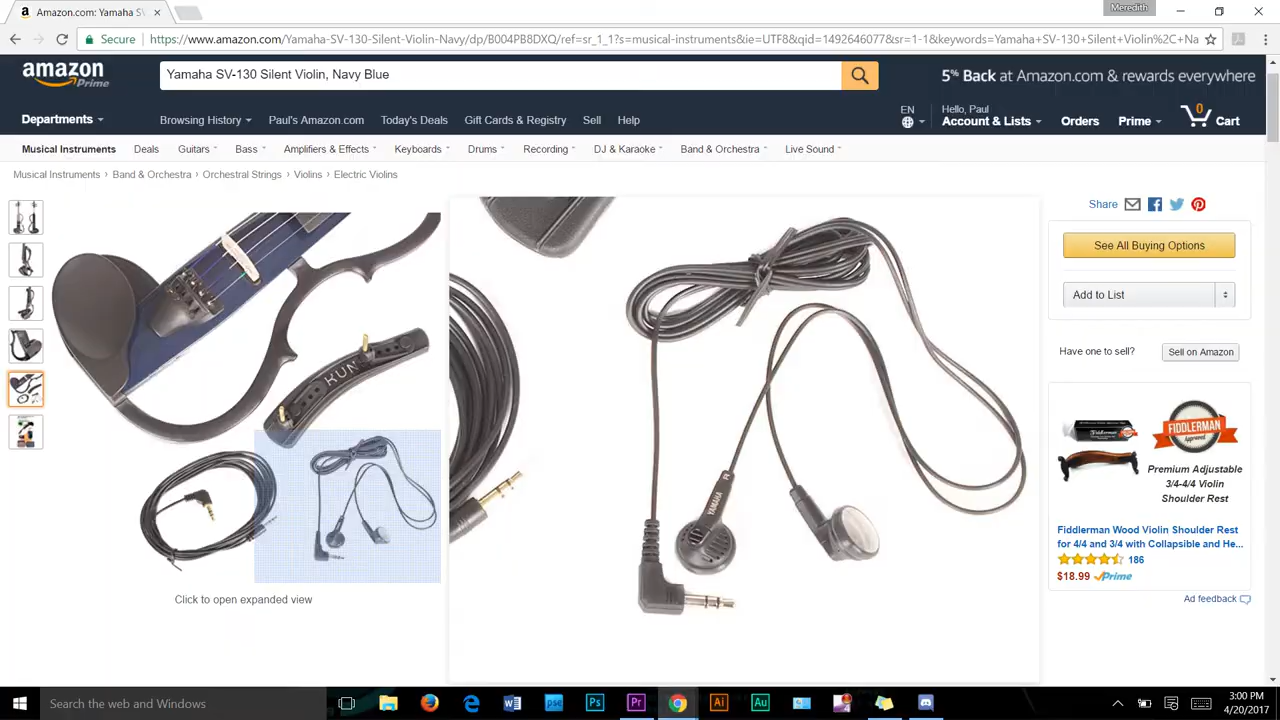 Meredith
Amazon.com: Yamaha SV
Secure
https://www.amazon.com/Yamaha-SV-130-Silent-Violin-Navy/dp/B004PB8DXQ/ref=sr_1_1?s=musical-instruments&ie=UTF8&qid=1492646077&sr=1-1&keywords=Yamaha+SV-130+Silent+Violin%2C+Na
amazon
Prime
Yamaha SV-130 Silent Violin, Navy Blue
5% Back at Amazon.com & rewards everywhere
Departments
Browsing History
Paul's Amazon.com
Today's Deals
Gift Cards & Registry
Sell
Help
EN
Hello, Paul
Account & Lists
Orders
Prime
0
Cart
Musical Instruments
Deals
Guitars
Bass
Amplifiers & Effects
Keyboards
Drums
Recording
DJ & Karaoke
Band & Orchestra
Live Sound
Musical Instruments › Band & Orchestra › Orchestral Strings › Violins › Electric Violins
KUN
YAMAHA
Click to open expanded view
Share
See All Buying Options
Add to List
Have one to sell?
Sell on Amazon
FIDDLERMAN
Approved
Premium Adjustable
3/4-4/4 Violin
Shoulder Rest
Fiddlerman Wood Violin Shoulder Rest
for 4/4 and 3/4 with Collapsible and He...
186
$18.99 Prime
Ad feedback
Search the web and Windows
3:00 PM
4/20/2017